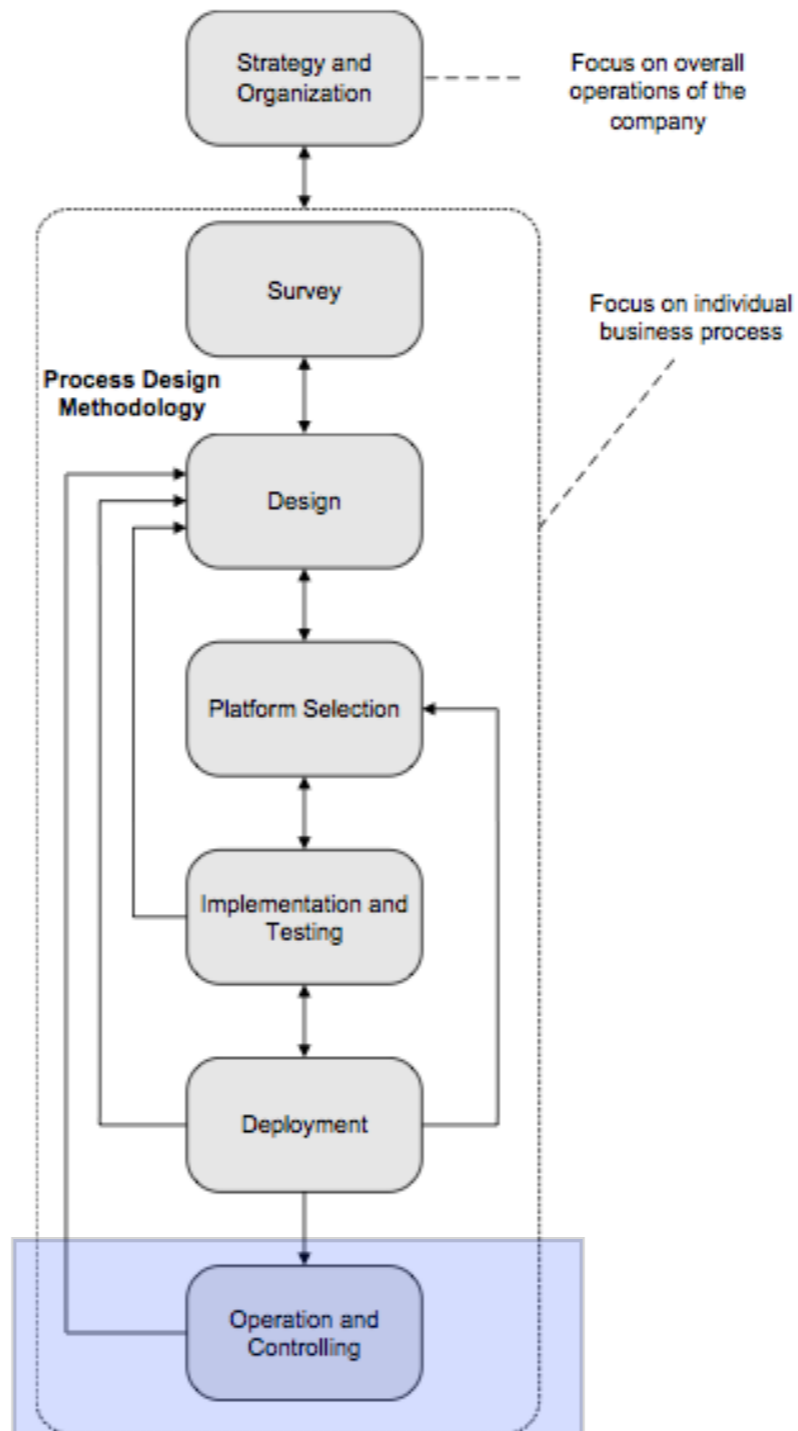 Strategy and
Organization
Focus on overall
operations of the
company
Survey
Focus on individual
business process
Process Design
Methodology
Design
Platform Selection
Implementation and
Testing
Deployment
Operation and
Controlling